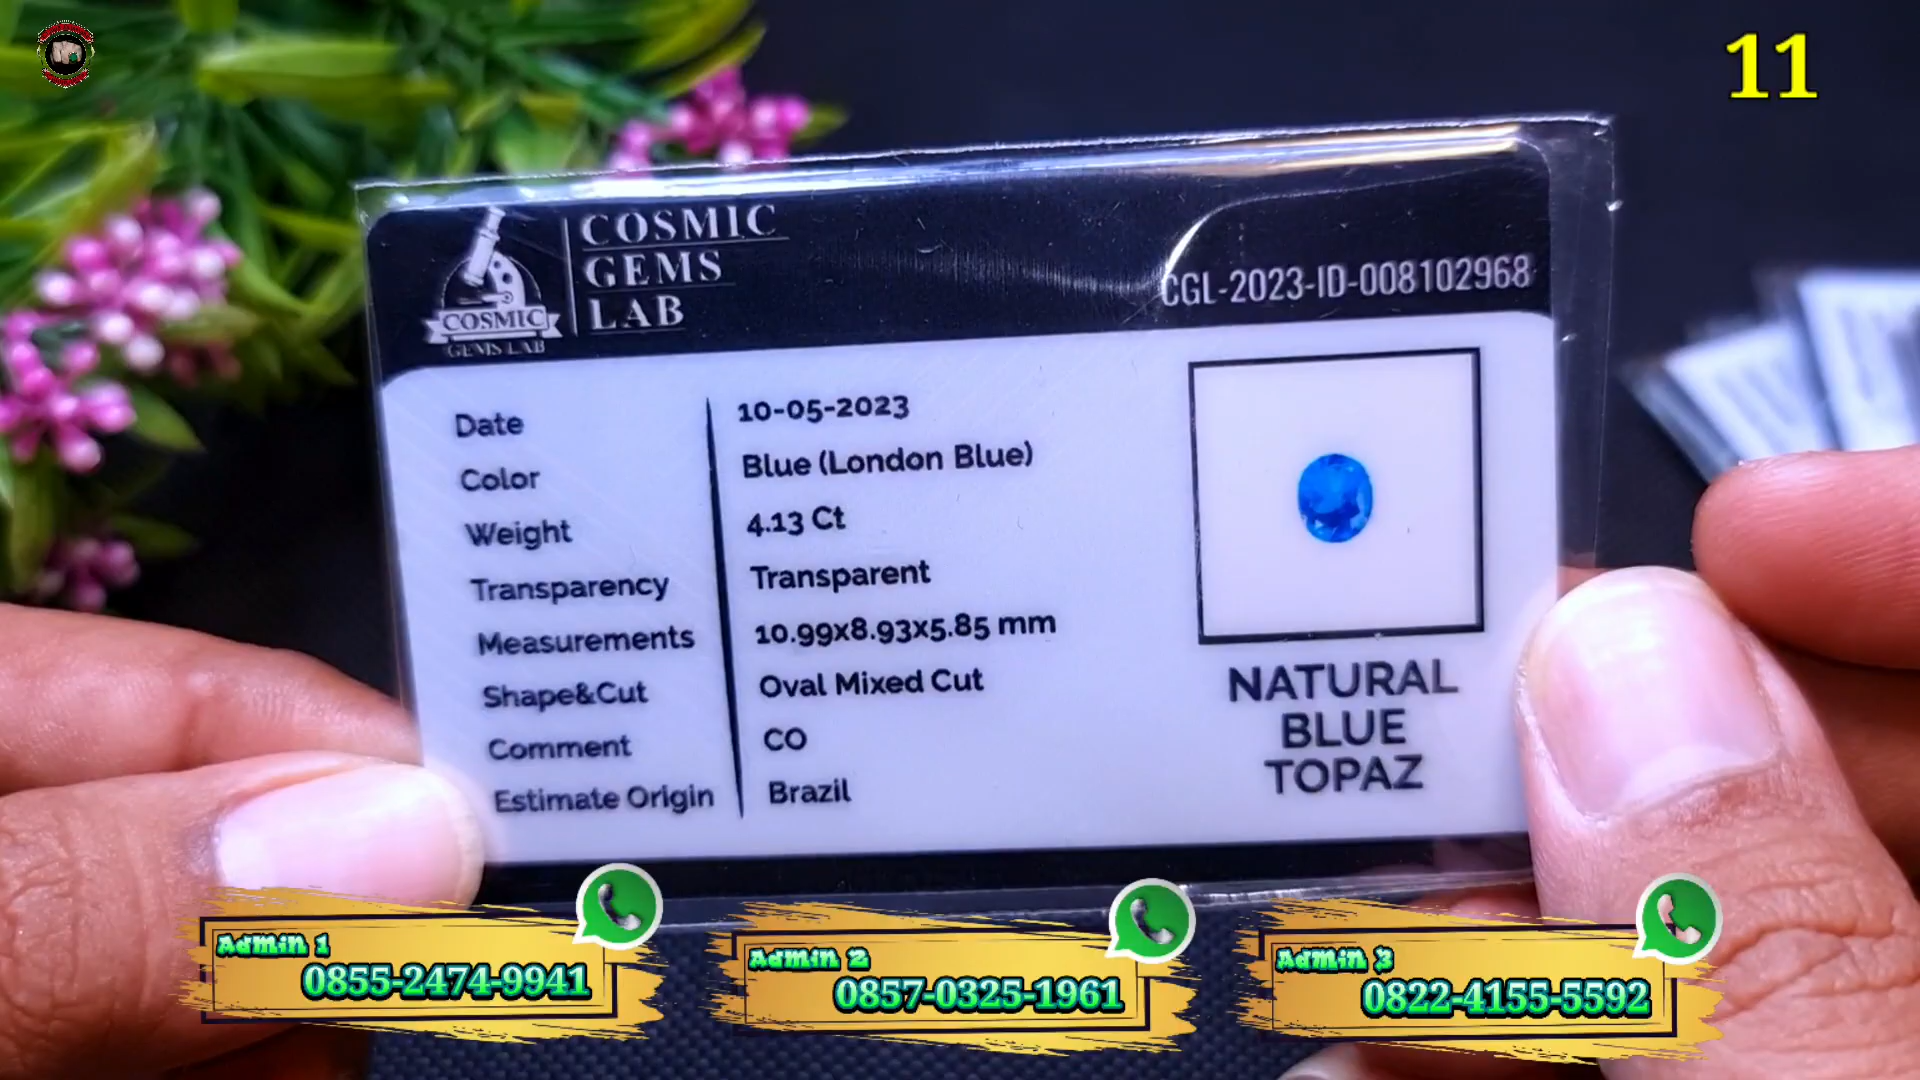 11
COSMIC
GEMS
LAB
COSMIC
GEMS LAB
CGL-2023-ID-008102968
Date 10-05-2023
Color Blue (London Blue)
Weight 4.13 Ct
Transparency Transparent
Measurements 10.99x8.93x5.85 mm
Shape&Cut Oval Mixed Cut
Comment CO
Estimate Origin Brazil
NATURAL
BLUE
TOPAZ
Admin 1
0855-2474-9941
Admin 2
0857-0325-1961
Admin 3
0822-4155-5592